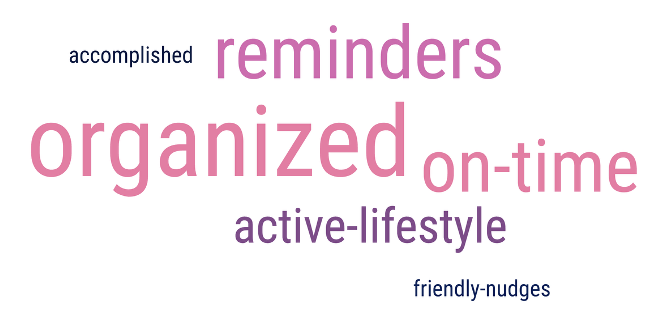 accomplished
reminders
organized
on-time
active-lifestyle
friendly-nudges